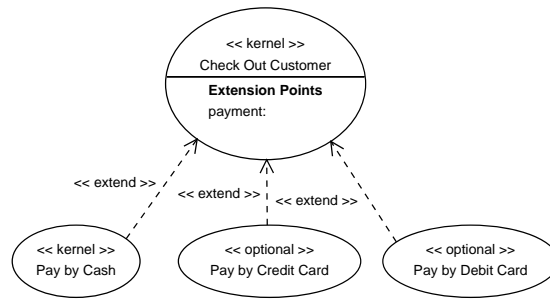 << kernel >>
Check Out Customer
Extension Points
payment:
<< extend >>
<< extend >>
<< extend >>
<< kernel >>
Pay by Cash
<< optional >>
Pay by Credit Card
<< optional >>
Pay by Debit Card